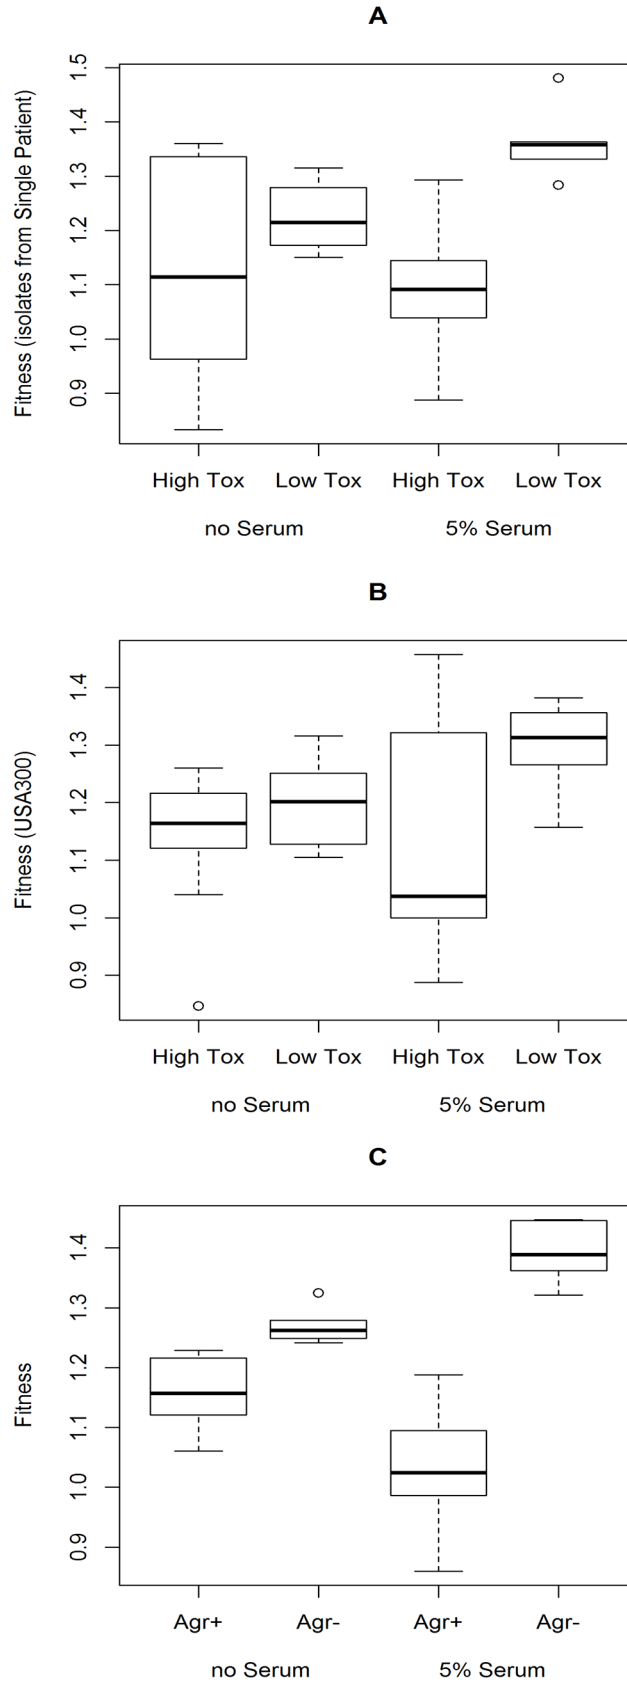 A
Fitness (isolates from Single Patient)
1.5
1.4
1.3
1.2
1.1
1.0
0.9
High Tox Low Tox High Tox Low Tox
no Serum 5% Serum
B
Fitness (USA300)
1.4
1.3
1.2
1.1
1.0
0.9
High Tox Low Tox High Tox Low Tox
no Serum 5% Serum
C
Fitness
1.4
1.3
1.2
1.1
1.0
0.9
Agr+ Agr- Agr+ Agr-
no Serum 5% Serum